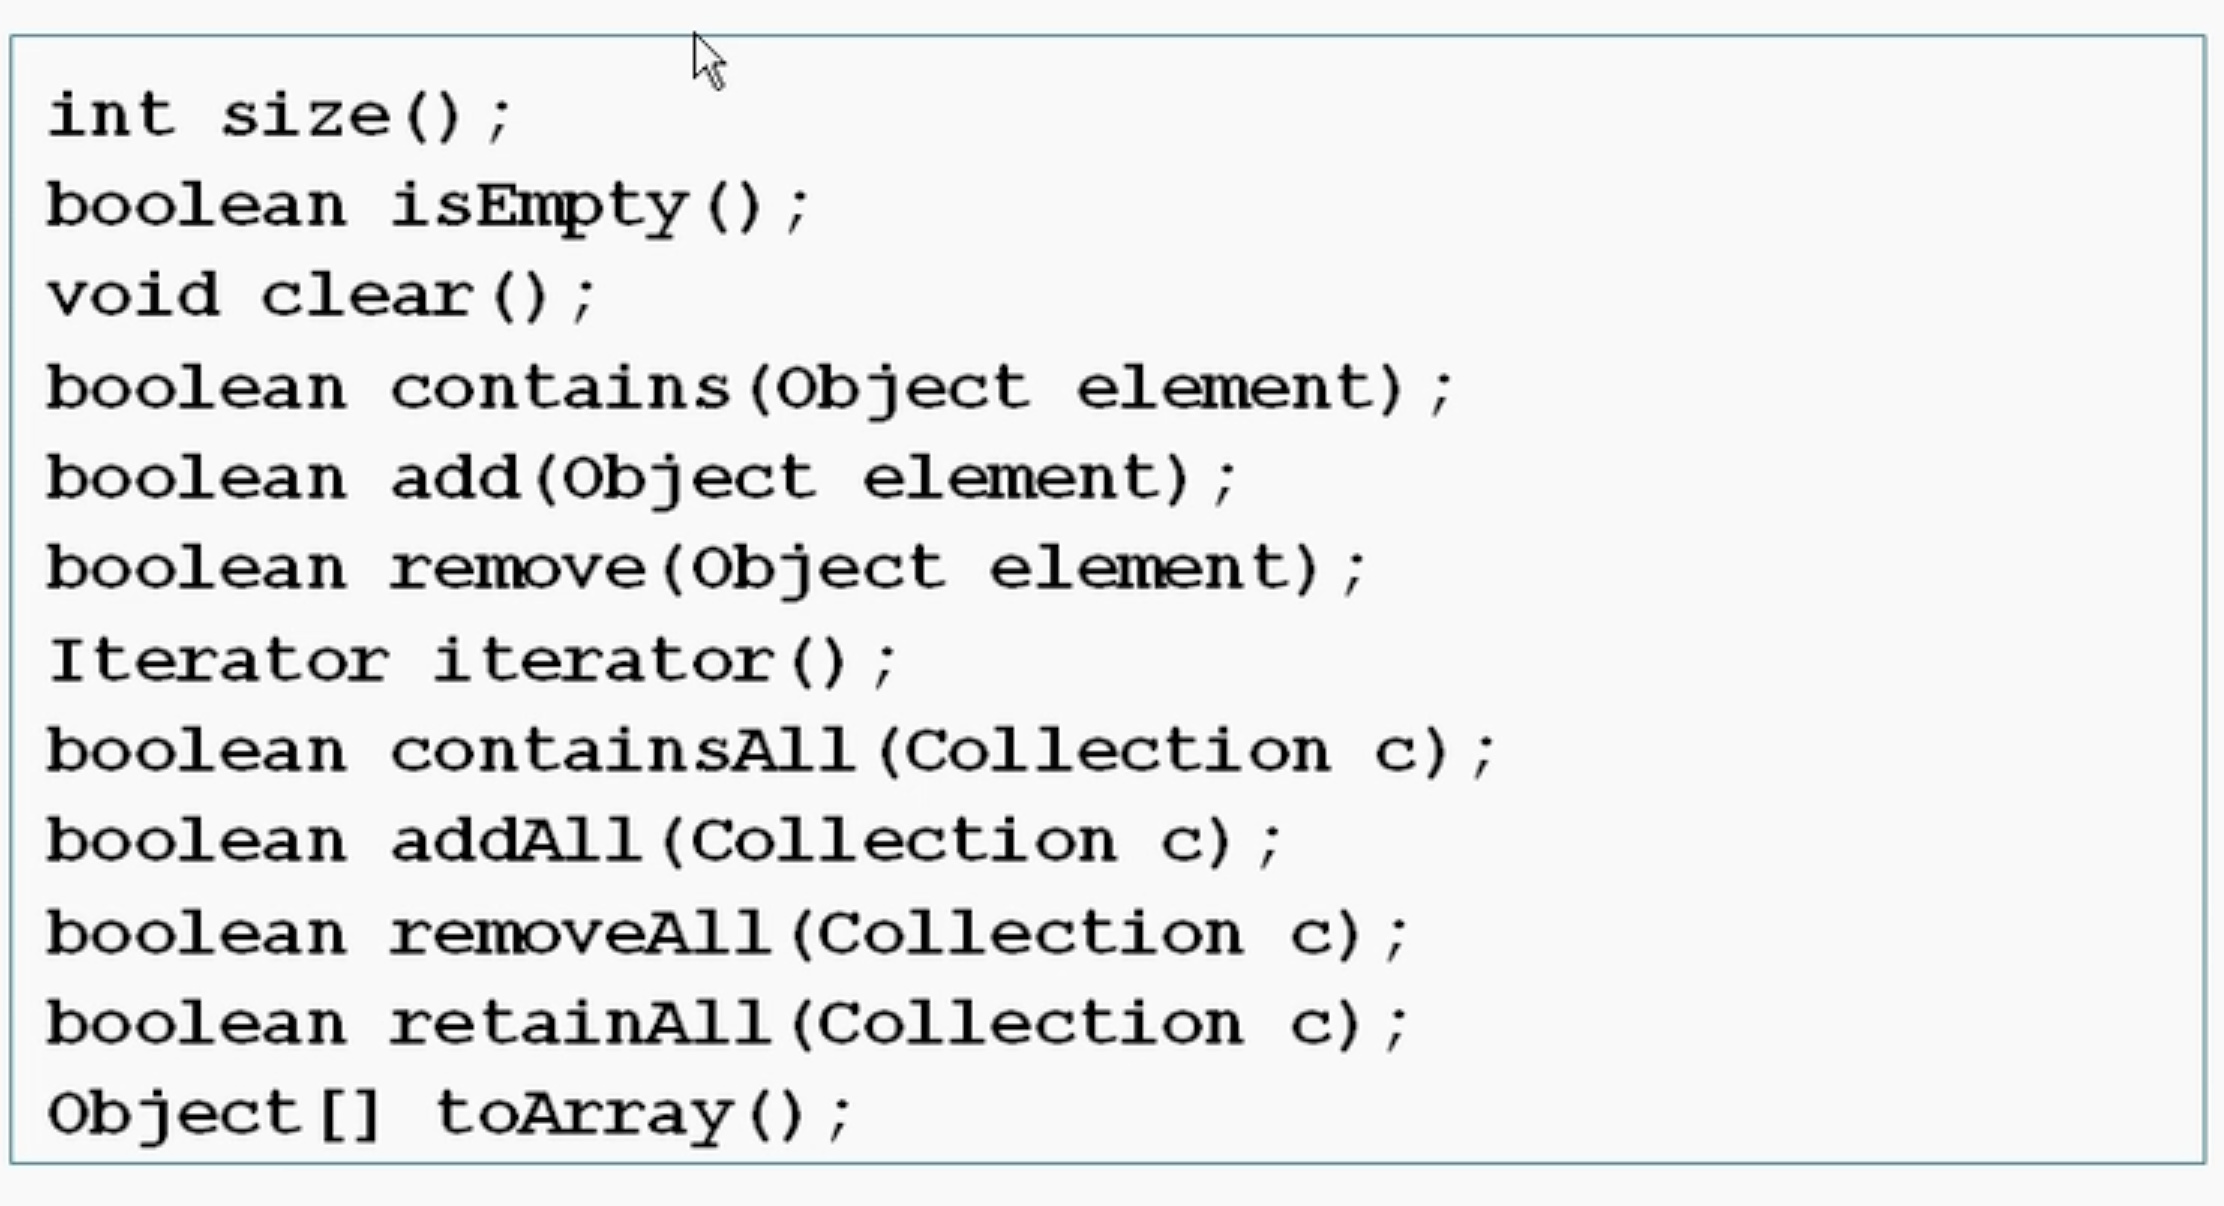 int size();
boolean isEmpty();
void clear();
boolean contains(Object element);
boolean add(Object element);
boolean remove(Object element);
Iterator iterator();
boolean containsAll(Collection c);
boolean addAll(Collection c);
boolean removeAll(Collection c);
boolean retainAll(Collection c);
Object[] toArray();